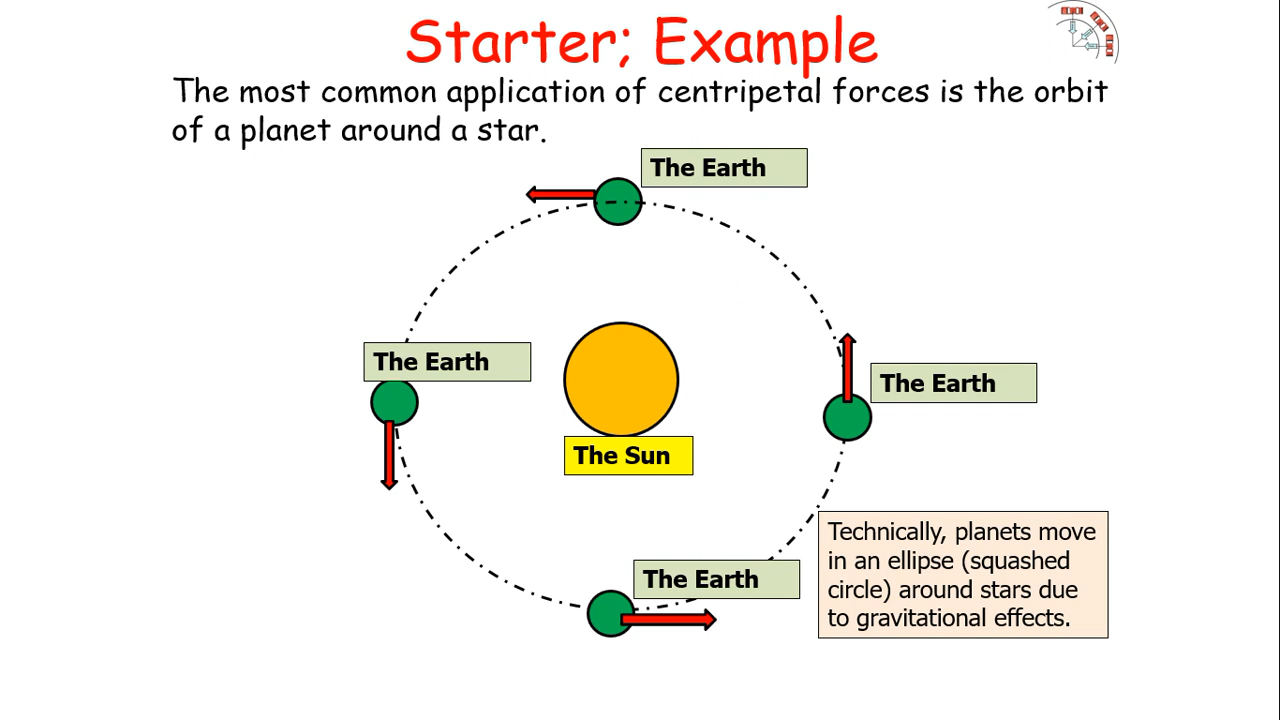 Starter; Example
The most common application of centripetal forces is the orbit
of a planet around a star.
The Earth
The Earth
The Earth
The Sun
The Earth
Technically, planets move
in an ellipse (squashed
circle) around stars due
to gravitational effects.